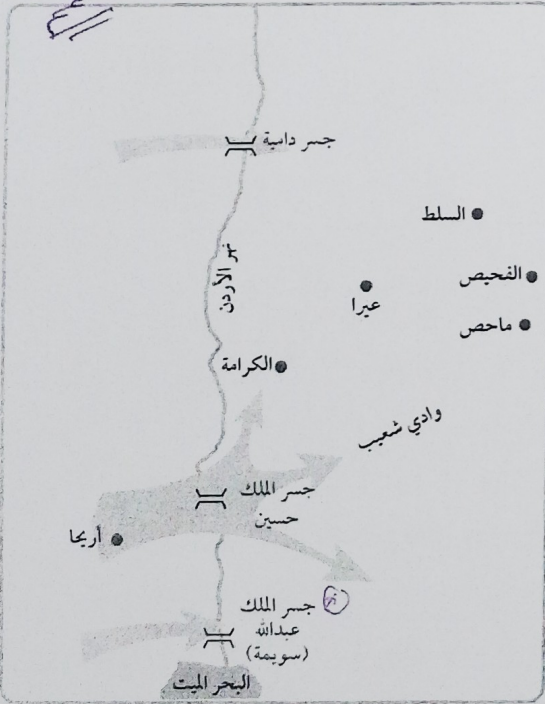 جسر دامية
السلط
الفحيص
نهر الأردن
عيرا
ماحص
الكرامة
وادي شعيب
جسر الملك
حسين
أريحا
جسر الملك
عبدالله
(سويمة)
البحر الميت